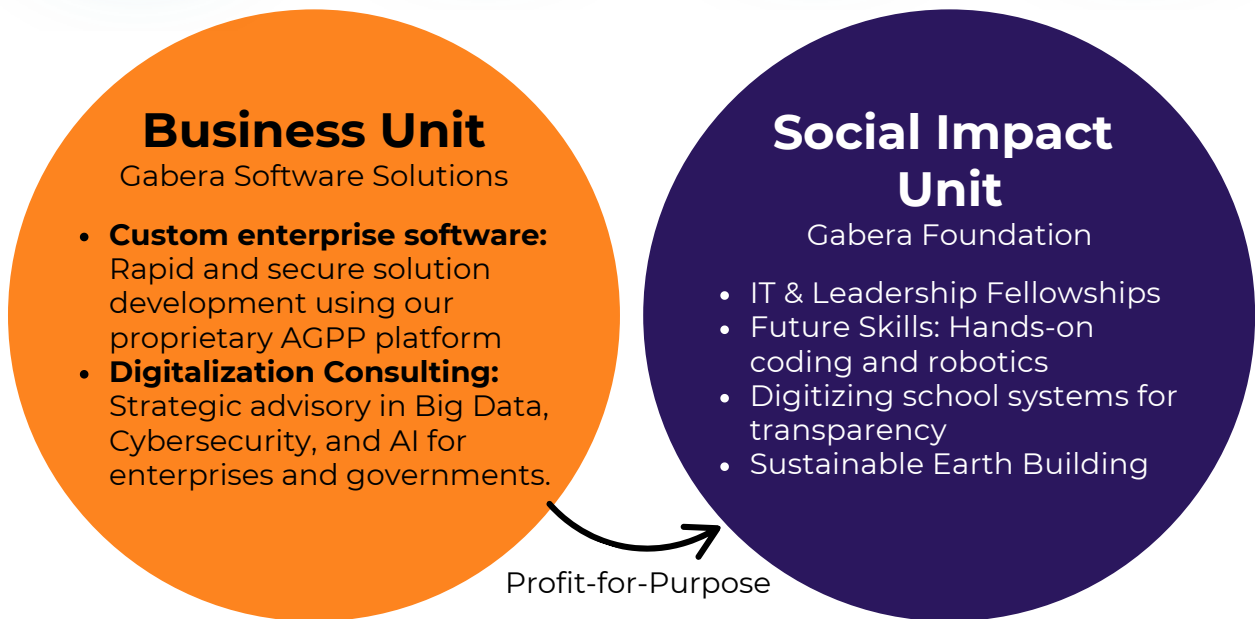 Business Unit
Gabera Software Solutions
• Custom enterprise software:
Rapid and secure solution
development using our
proprietary AGPP platform
• Digitalization Consulting:
Strategic advisory in Big Data,
Cybersecurity, and AI for
enterprises and governments.
Social Impact
Unit
Gabera Foundation
• IT & Leadership Fellowships
• Future Skills: Hands-on
coding and robotics
• Digitizing school systems for
transparency
• Sustainable Earth Building
Profit-for-Purpose